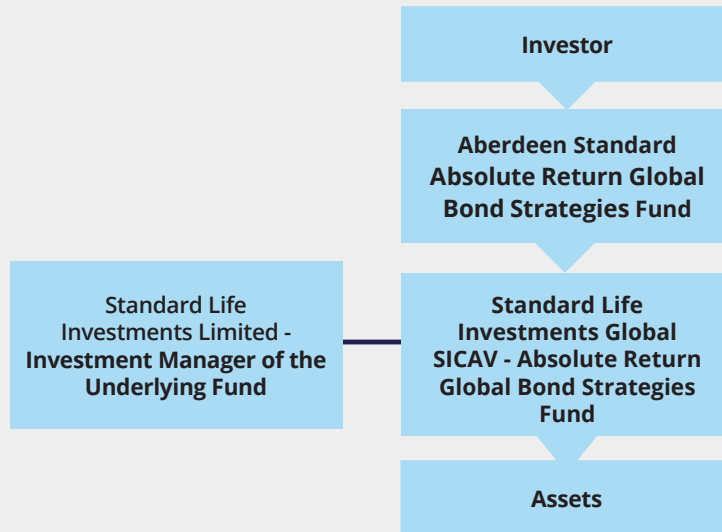 Investor
Aberdeen Standard
Absolute Return Global
Bond Strategies Fund
Standard Life
Investments Limited -
Investment Manager of the
Underlying Fund
Standard Life
Investments Global
SICAV - Absolute Return
Global Bond Strategies
Fund
Assets